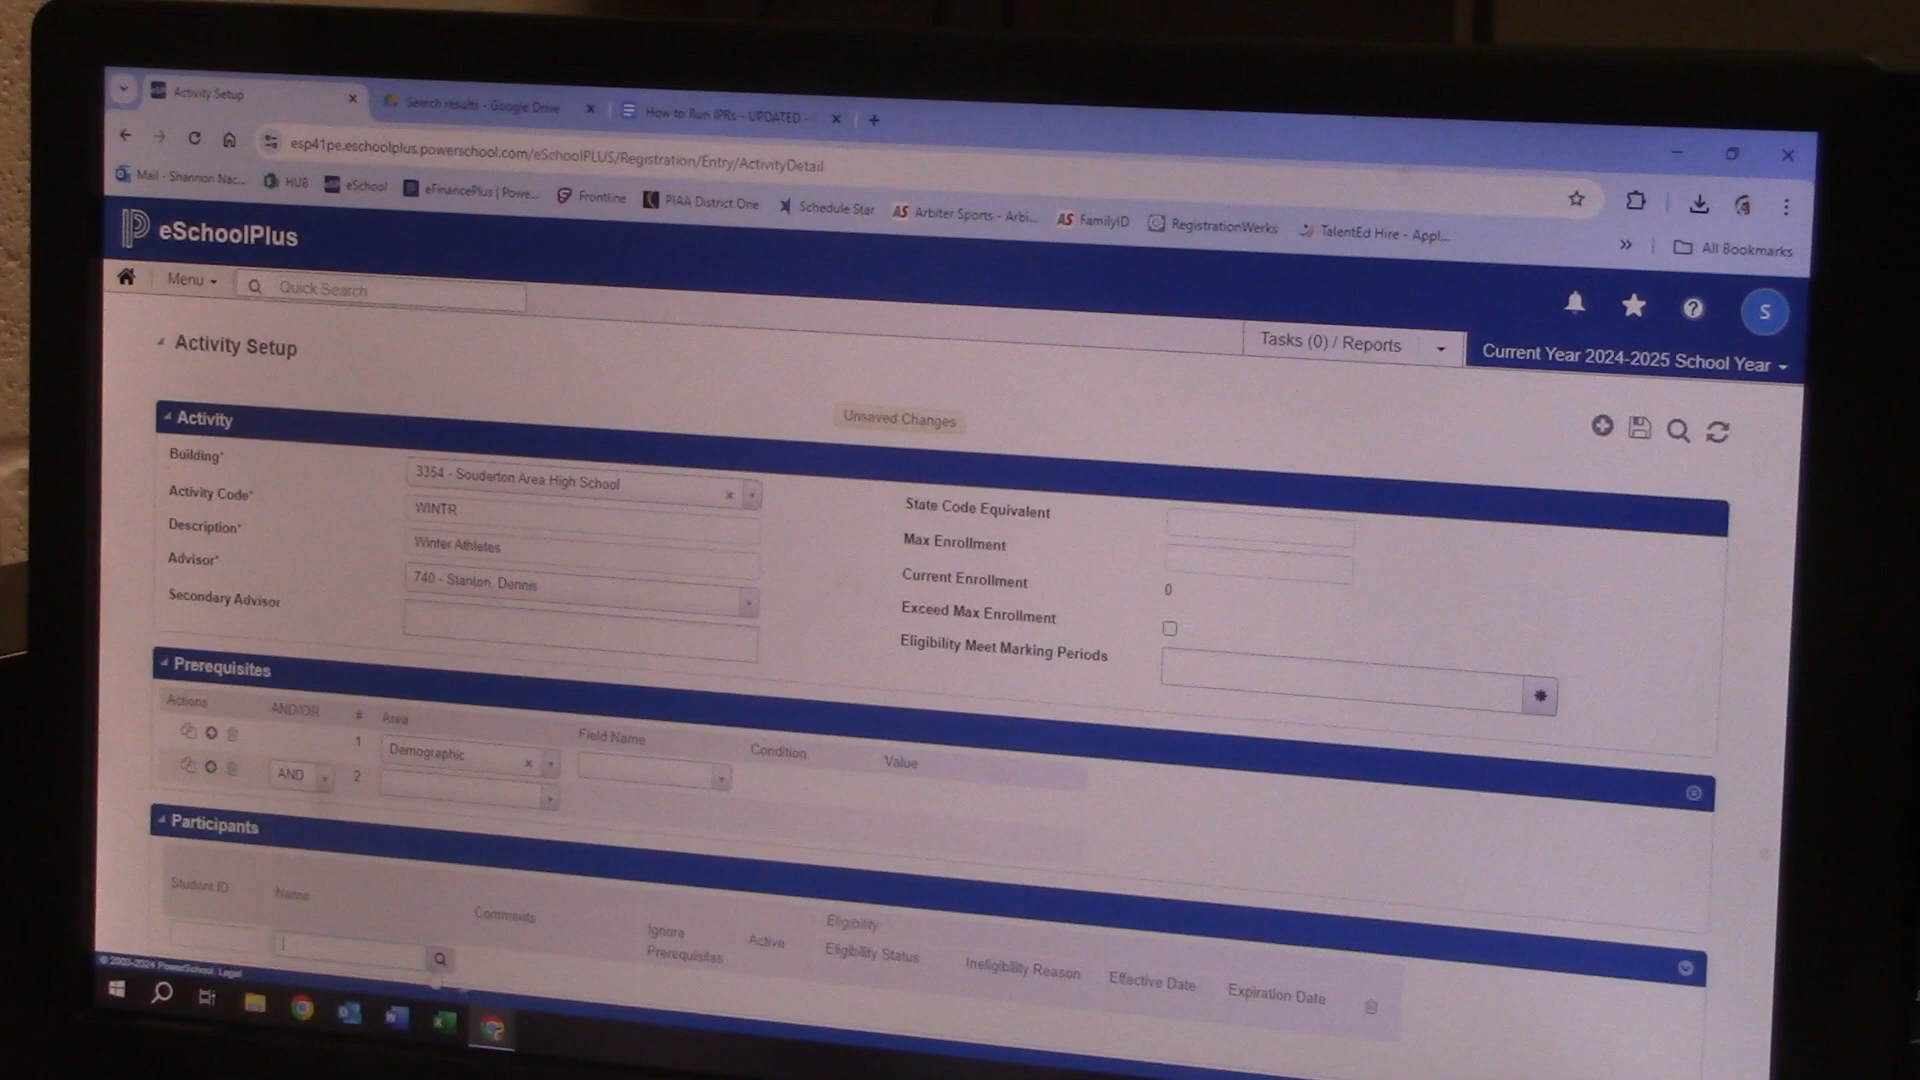 Activity Setup
Search results - Google Drive
How to Run IPRs - UPDATED -
esp41pe.eschoolplus.powerschool.com/eSchoolPLUS/Registration/Entry/ActivityDetail
Mail - Shannon Nac...
HUB
eSchool
eFinancePlus | Powe...
Frontline
PIAA District One
Schedule Star
AS Arbiter Sports - Arbi...
AS FamilyID
RegistrationWerks
TalentEd Hire - Appl...
All Bookmarks
eSchoolPlus
S
Menu
Quick Search
Tasks (0) / Reports
Current Year 2024-2025 School Year
Activity Setup
Unsaved Changes
Activity
Building*
3354 - Souderton Area High School
Activity Code*
WINTR
Description*
Winter Athletes
Advisor*
740 - Stanton, Dennis
Secondary Advisor
State Code Equivalent
Max Enrollment
Current Enrollment
0
Exceed Max Enrollment
Eligibility Meet Marking Periods
Prerequisites
Actions
AND/OR
#
Area
Field Name
Condition
Value
1
Demographic
AND
2
Participants
Student ID
Name
Comments
Ignore
Prerequisites
Active
Eligibility
Eligibility Status
Ineligibility Reason
Effective Date
Expiration Date
© 2003-2024 PowerSchool. Legal